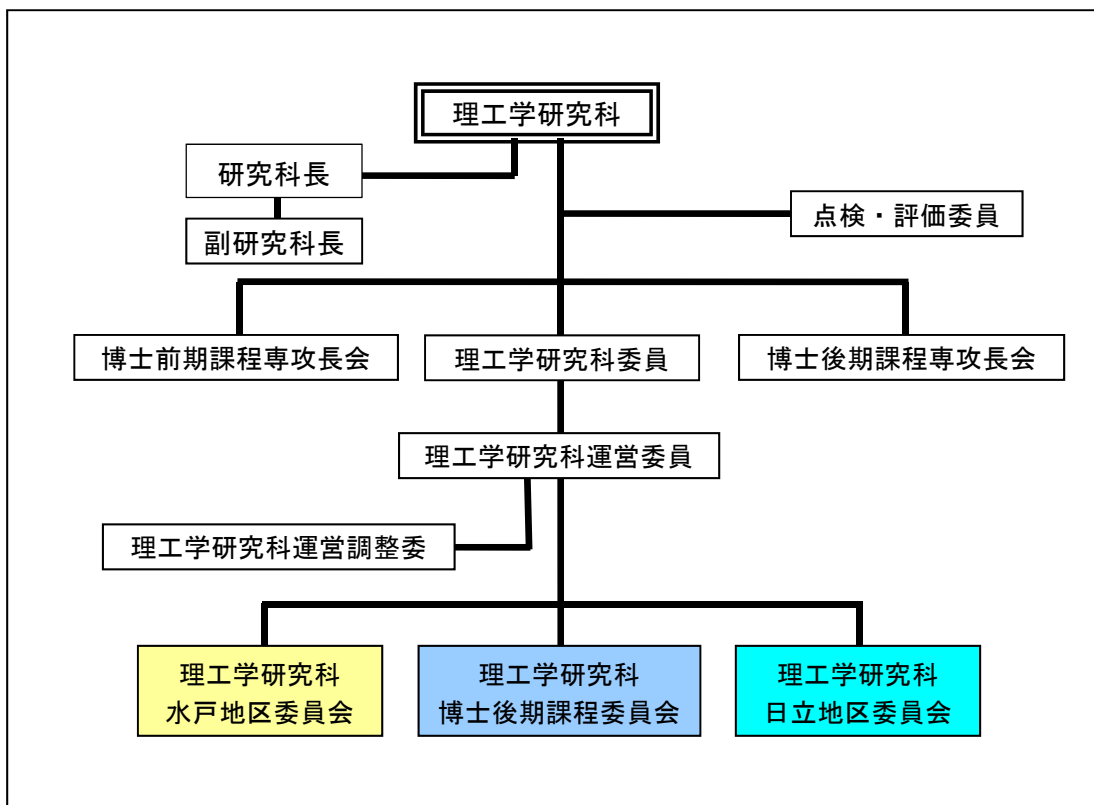 理工学研究科
研究科長
副研究科長
点検・評価委員
博士前期課程専攻長会
理工学研究科委員
博士後期課程専攻長会
理工学研究科運営委員
理工学研究科運営調整委
理工学研究科
水戸地区委員会
理工学研究科
博士後期課程委員会
理工学研究科
日立地区委員会